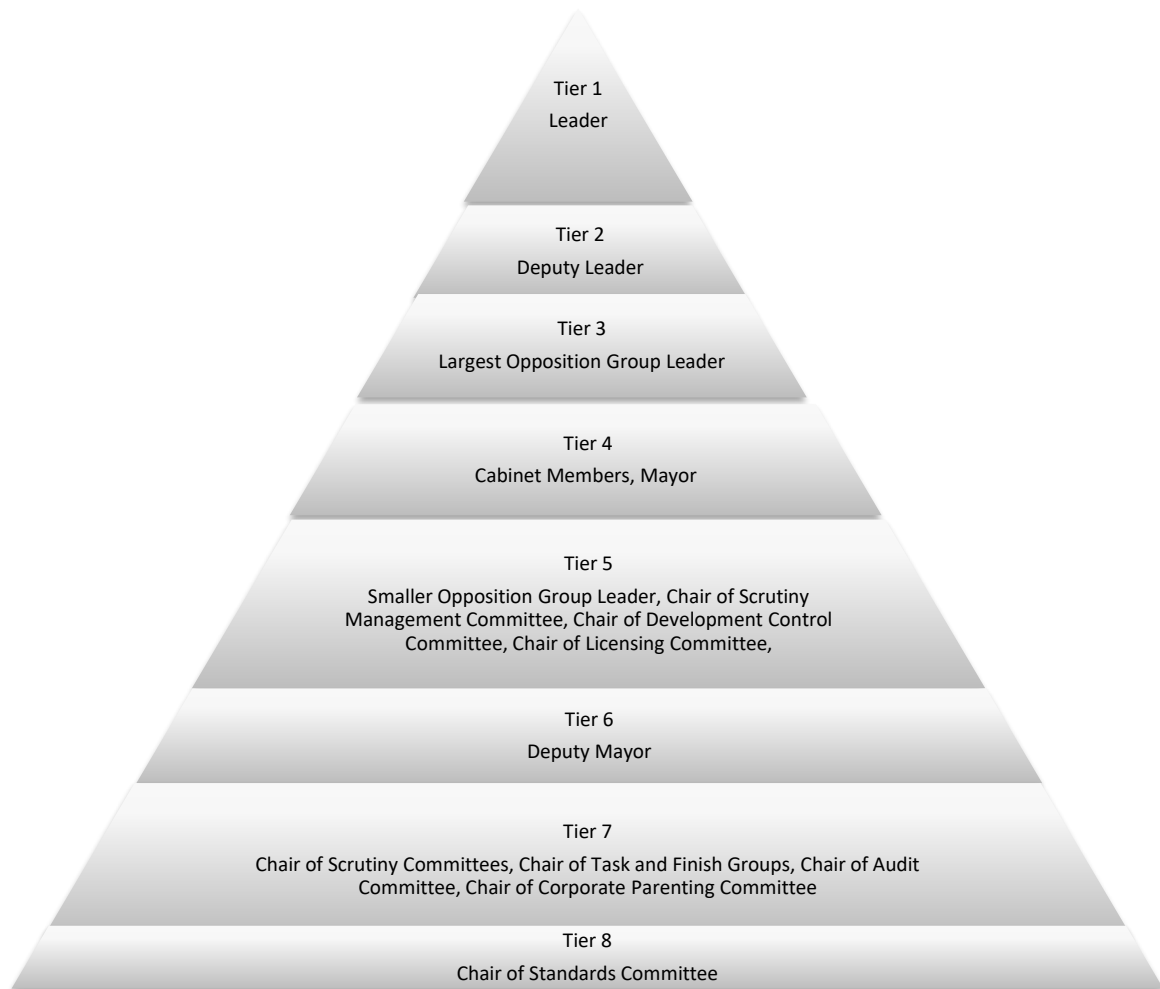 Tier 1
Leader
Tier 2
Deputy Leader
Tier 3
Largest Opposition Group Leader
Tier 4
Cabinet Members, Mayor
Tier 5
Smaller Opposition Group Leader, Chair of Scrutiny
Management Committee, Chair of Development Control
Committee, Chair of Licensing Committee,
Tier 6
Deputy Mayor
Tier 7
Chair of Scrutiny Committees, Chair of Task and Finish Groups, Chair of Audit
Committee, Chair of Corporate Parenting Committee
Tier 8
Chair of Standards Committee